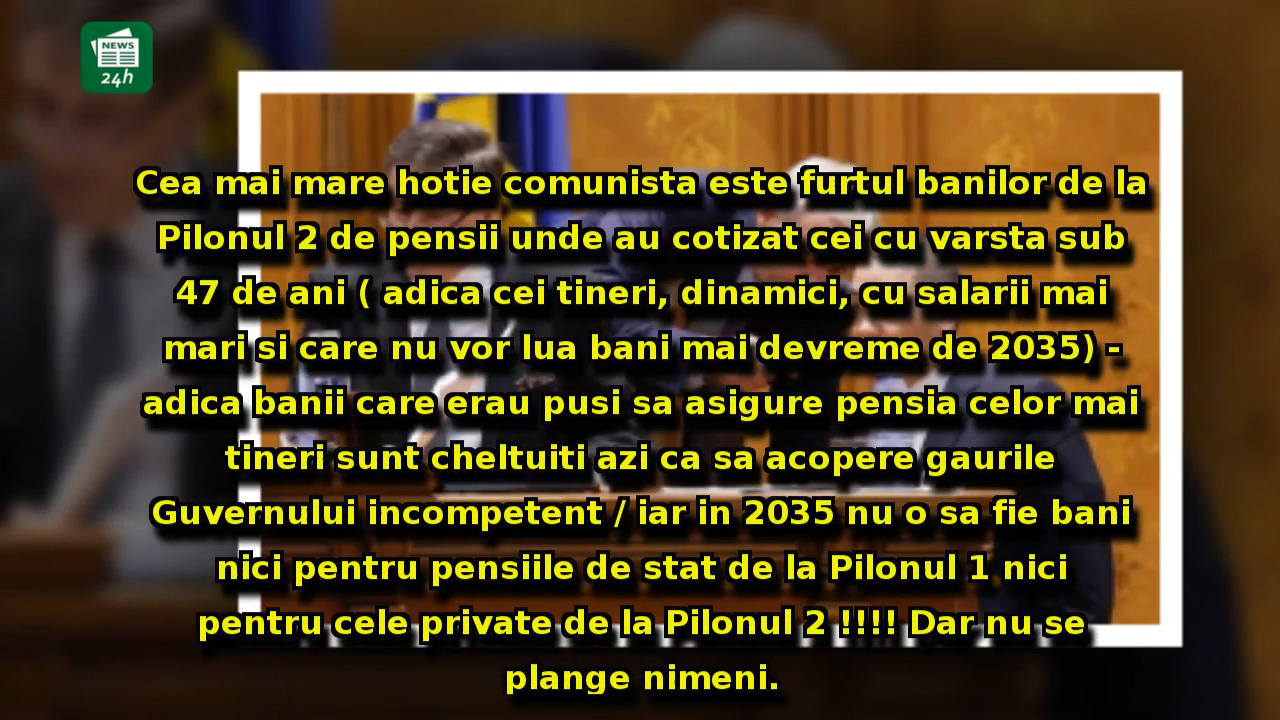 NEWS
24h
Cea mai mare hotie comunista este furtul banilor de la
Pilonul 2 de pensii unde au cotizat cei cu varsta sub
47 de ani ( adica cei tineri, dinamici, cu salarii mai
mari si care nu vor lua bani mai devreme de 2035) -
adica banii care erau pusi sa asigure pensia celor mai
tineri sunt cheltuiti azi ca sa acopere gaurile
Guvernului incompetent / iar in 2035 nu o sa fie bani
nici pentru pensiile de stat de la Pilonul 1 nici
pentru cele private de la Pilonul 2 !!!! Dar nu se
plange nimeni.